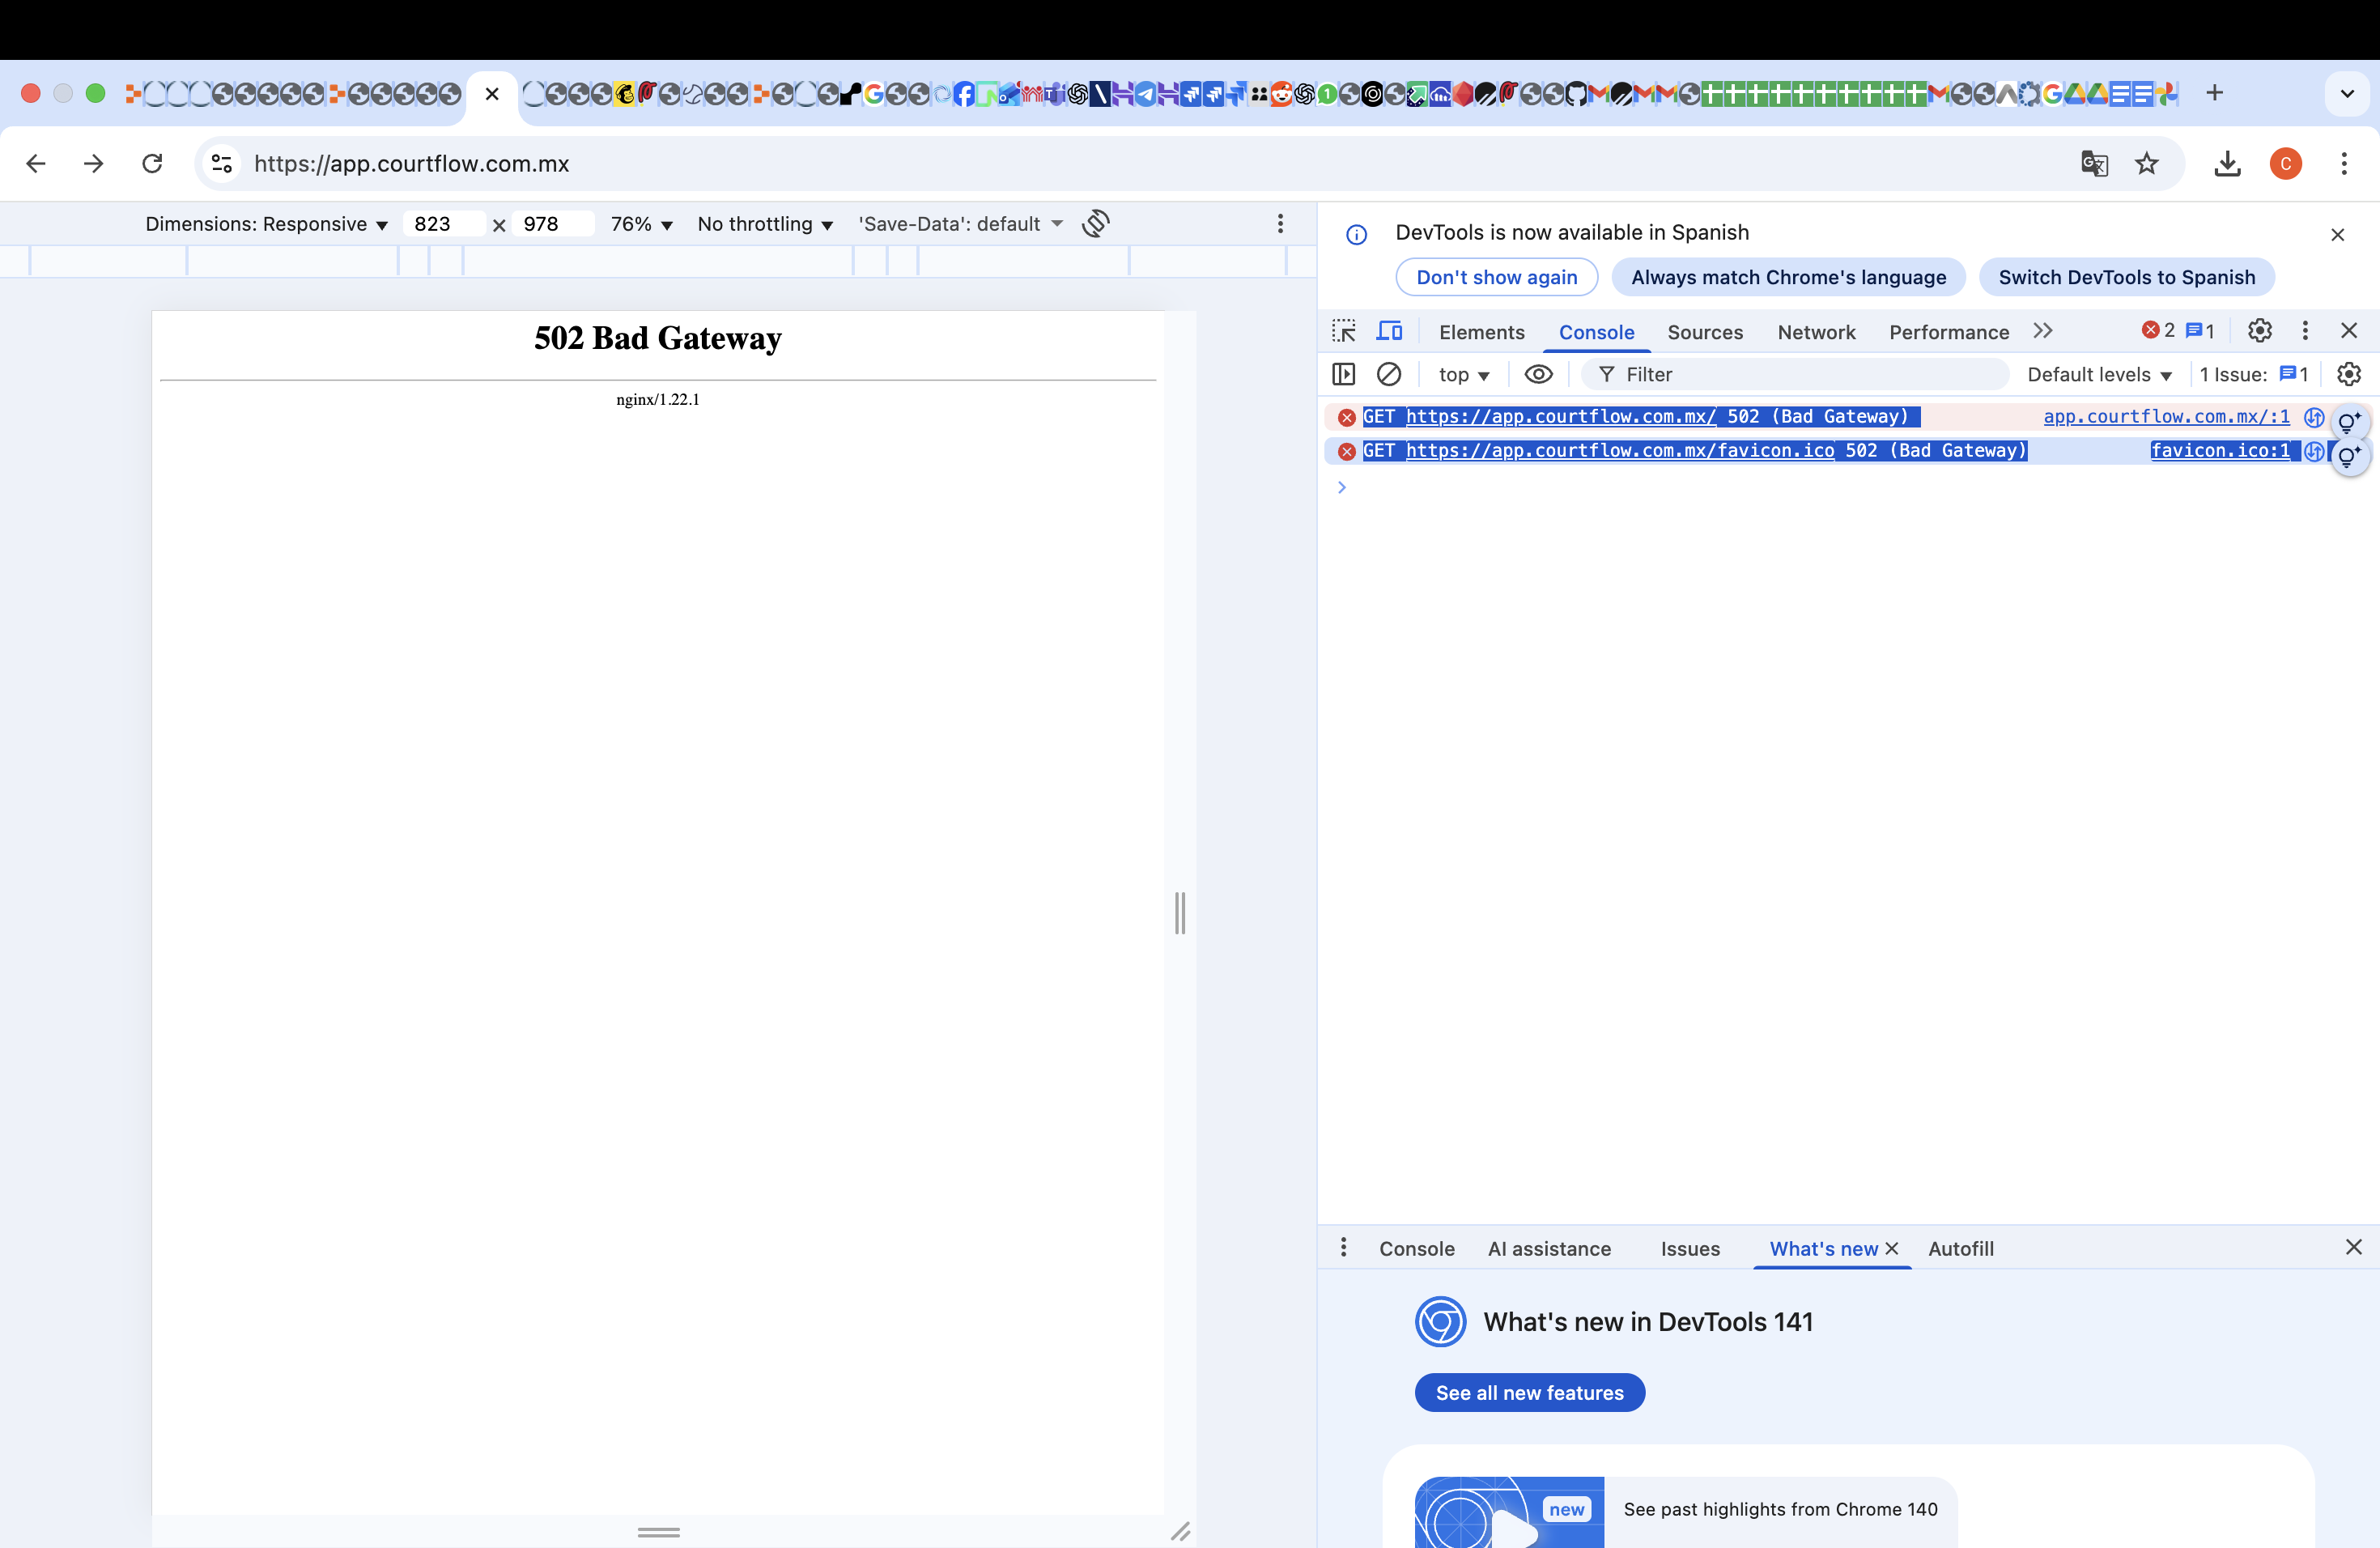 https://app.courtflow.com.mx
C
Dimensions: Responsive ▼ 823 × 978 76% ▼ No throttling ▼ 'Save-Data': default
502 Bad Gateway
nginx/1.22.1
DevTools is now available in Spanish
Don't show again Always match Chrome's language Switch DevTools to Spanish
Elements Console Sources Network Performance 2 1
top ▼ Filter Default levels ▼ 1 Issue: 1
GET https://app.courtflow.com.mx/ 502 (Bad Gateway) app.courtflow.com.mx/:1
GET https://app.courtflow.com.mx/favicon.ico 502 (Bad Gateway) favicon.ico:1
Console AI assistance Issues What's new Autofill
What's new in DevTools 141
See all new features
new
See past highlights from Chrome 140